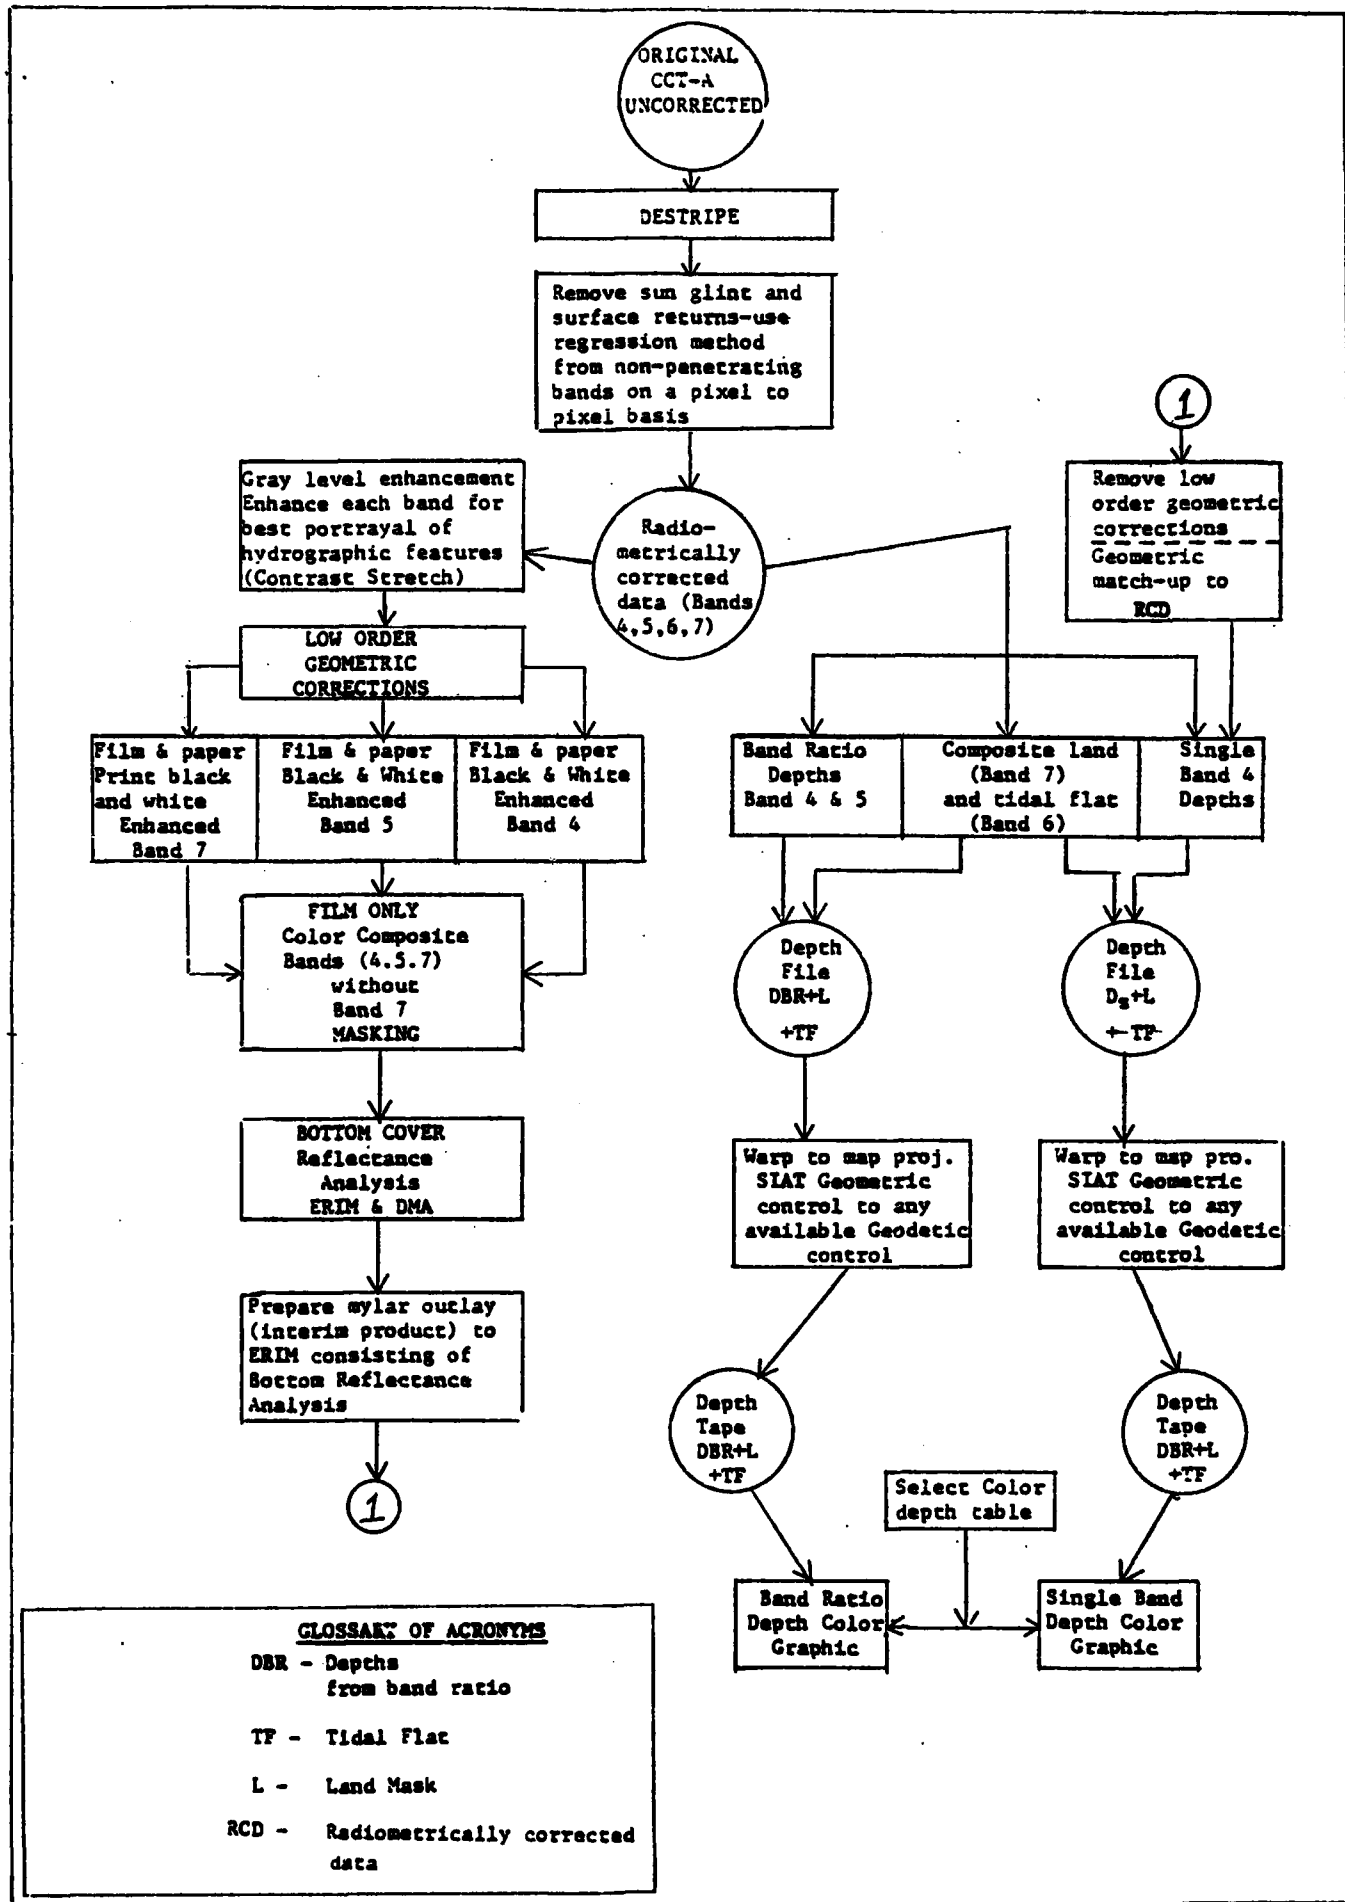 ORIGINAL
CCT-A
UNCORRECTED
DESTRIPE
Remove sun glint and
surface returns-use
regression method
from non-penetrating
bands on a pixel to
pixel basis
1
Remove low
order geometric
corrections
Geometric
match-up to
RCD
Gray level enhancement
Enhance each band for
best portrayal of
hydrographic features
(Contrast Stretch)
Radio-
metrically
corrected
data (Bands
4,5,6,7)
LOW ORDER
GEOMETRIC
CORRECTIONS
Film & paper
Print black
and white
Enhanced
Band 7
Film & paper
Black & White
Enhanced
Band 5
Film & paper
Black & White
Enhanced
Band 4
Band Ratio
Depths
Band 4 & 5
Composite land
(Band 7)
and tidal flat
(Band 6)
Single
Band 4
Depths
FILM ONLY
Color Composite
Bands (4.5.7)
without
Band 7
MASKING
Depth
File
DBR+L
+TF
Depth
File
Ds+L
+-TF
BOTTOM COVER
Reflectance
Analysis
ERIM & DMA
Warp to map proj.
SIAT Geometric
control to any
available Geodetic
control
Warp to map pro.
SIAT Geometric
control to any
available Geodetic
control
Prepare mylar outlay
(interim product) to
ERIM consisting of
Bottom Reflectance
Analysis
1
Depth
Tape
DBR+L
+TF
Depth
Tape
DBR+L
+TF
Select Color
depth table
Band Ratio
Depth Color
Graphic
Single Band
Depth Color
Graphic
GLOSSARY OF ACRONYMS
DBR - Depths
from band ratio
TF - Tidal Flat
L - Land Mask
RCD - Radiometrically corrected
data